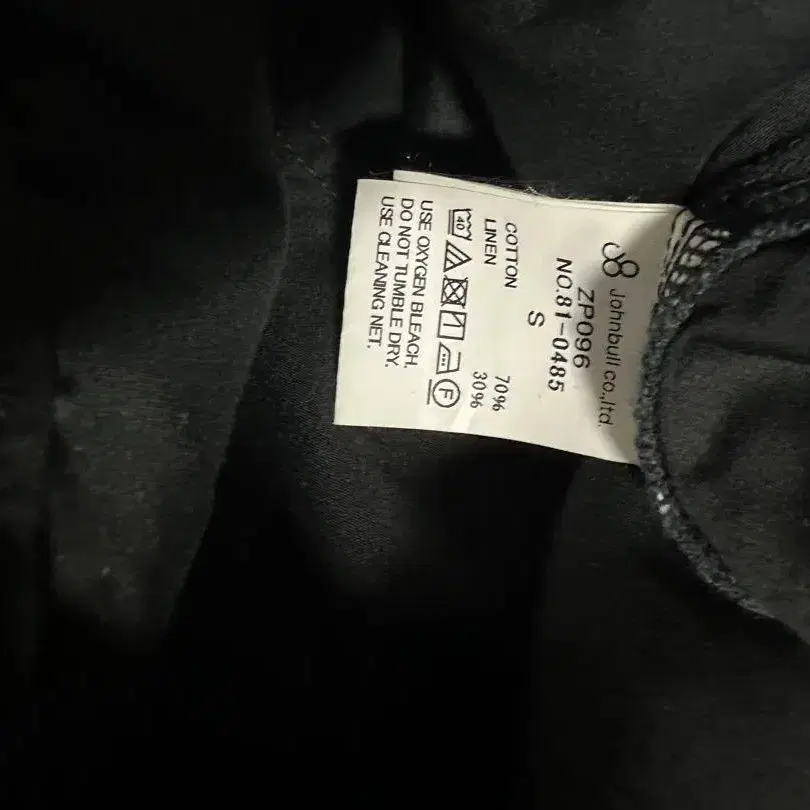 Johnbull co.,ltd.
ZP096
NO.81-0485
S
COTTON 70%
LINEN 30%
40 F
USE OXYGEN BLEACH.
DO NOT TUMBLE DRY.
USE CLEANING NET.